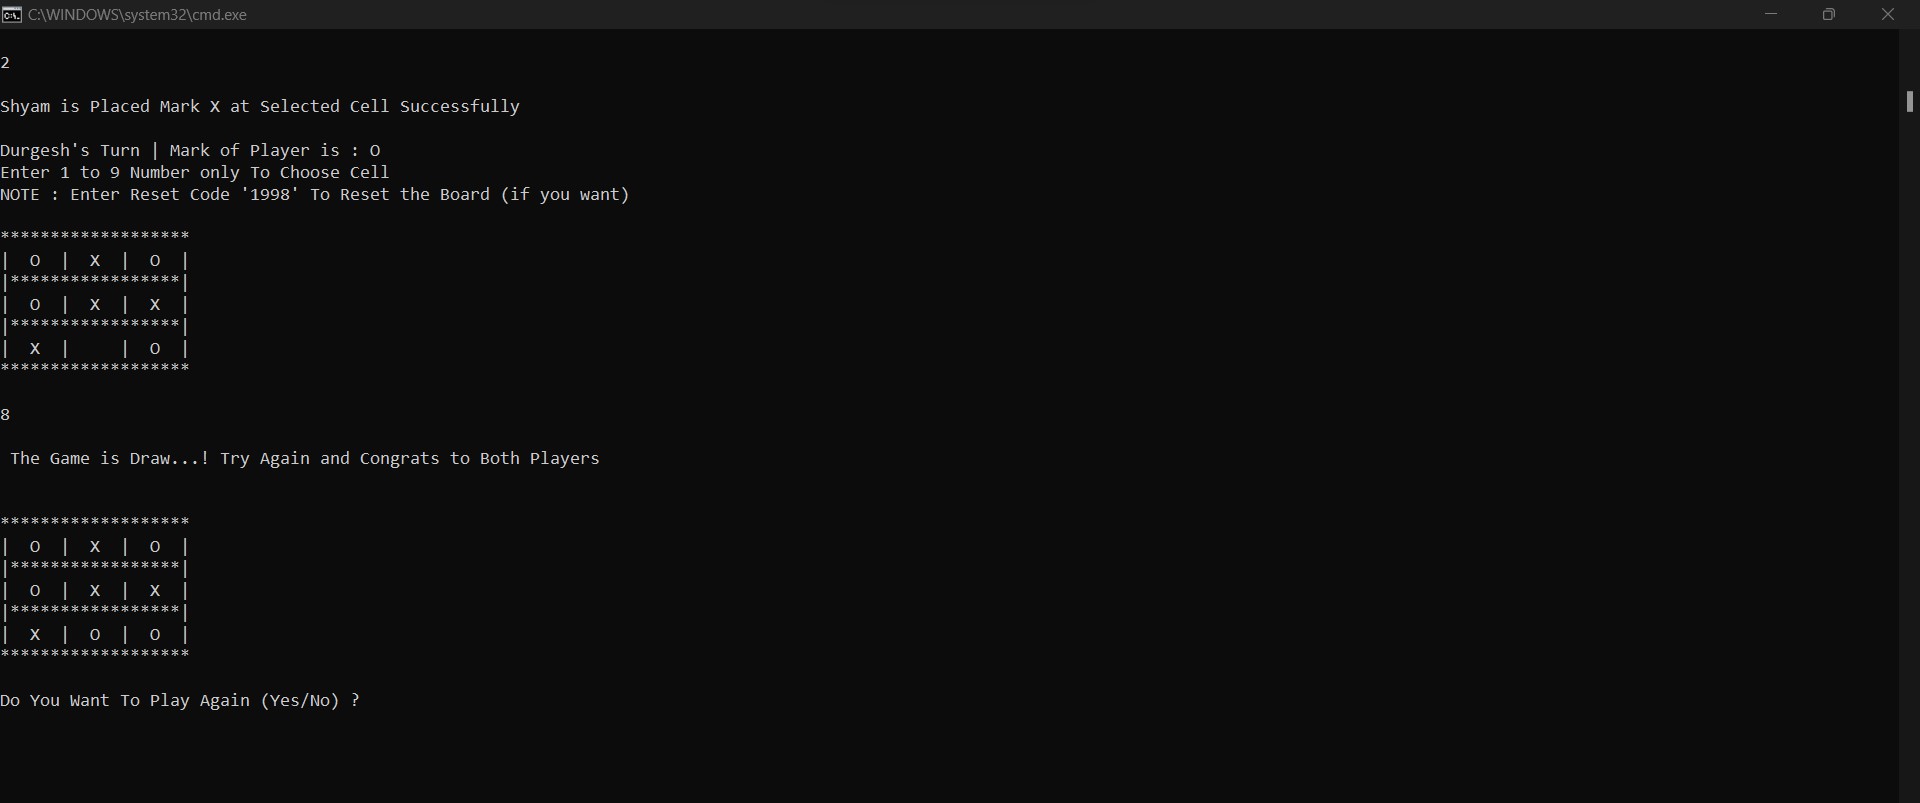 C:\WINDOWS\system32\cmd.exe
2
Shyam is Placed Mark X at Selected Cell Successfully
Durgesh's Turn | Mark of Player is : O
Enter 1 to 9 Number only To Choose Cell
NOTE : Enter Reset Code '1998' To Reset the Board (if you want)
*******************
|  O  |  X  |  O  |
|*****************|
|  O  |  X  |  X  |
|*****************|
|  X  |     |  O  |
*******************
8
The Game is Draw...! Try Again and Congrats to Both Players
*******************
|  O  |  X  |  O  |
|*****************|
|  O  |  X  |  X  |
|*****************|
|  X  |  O  |  O  |
*******************
Do You Want To Play Again (Yes/No) ?